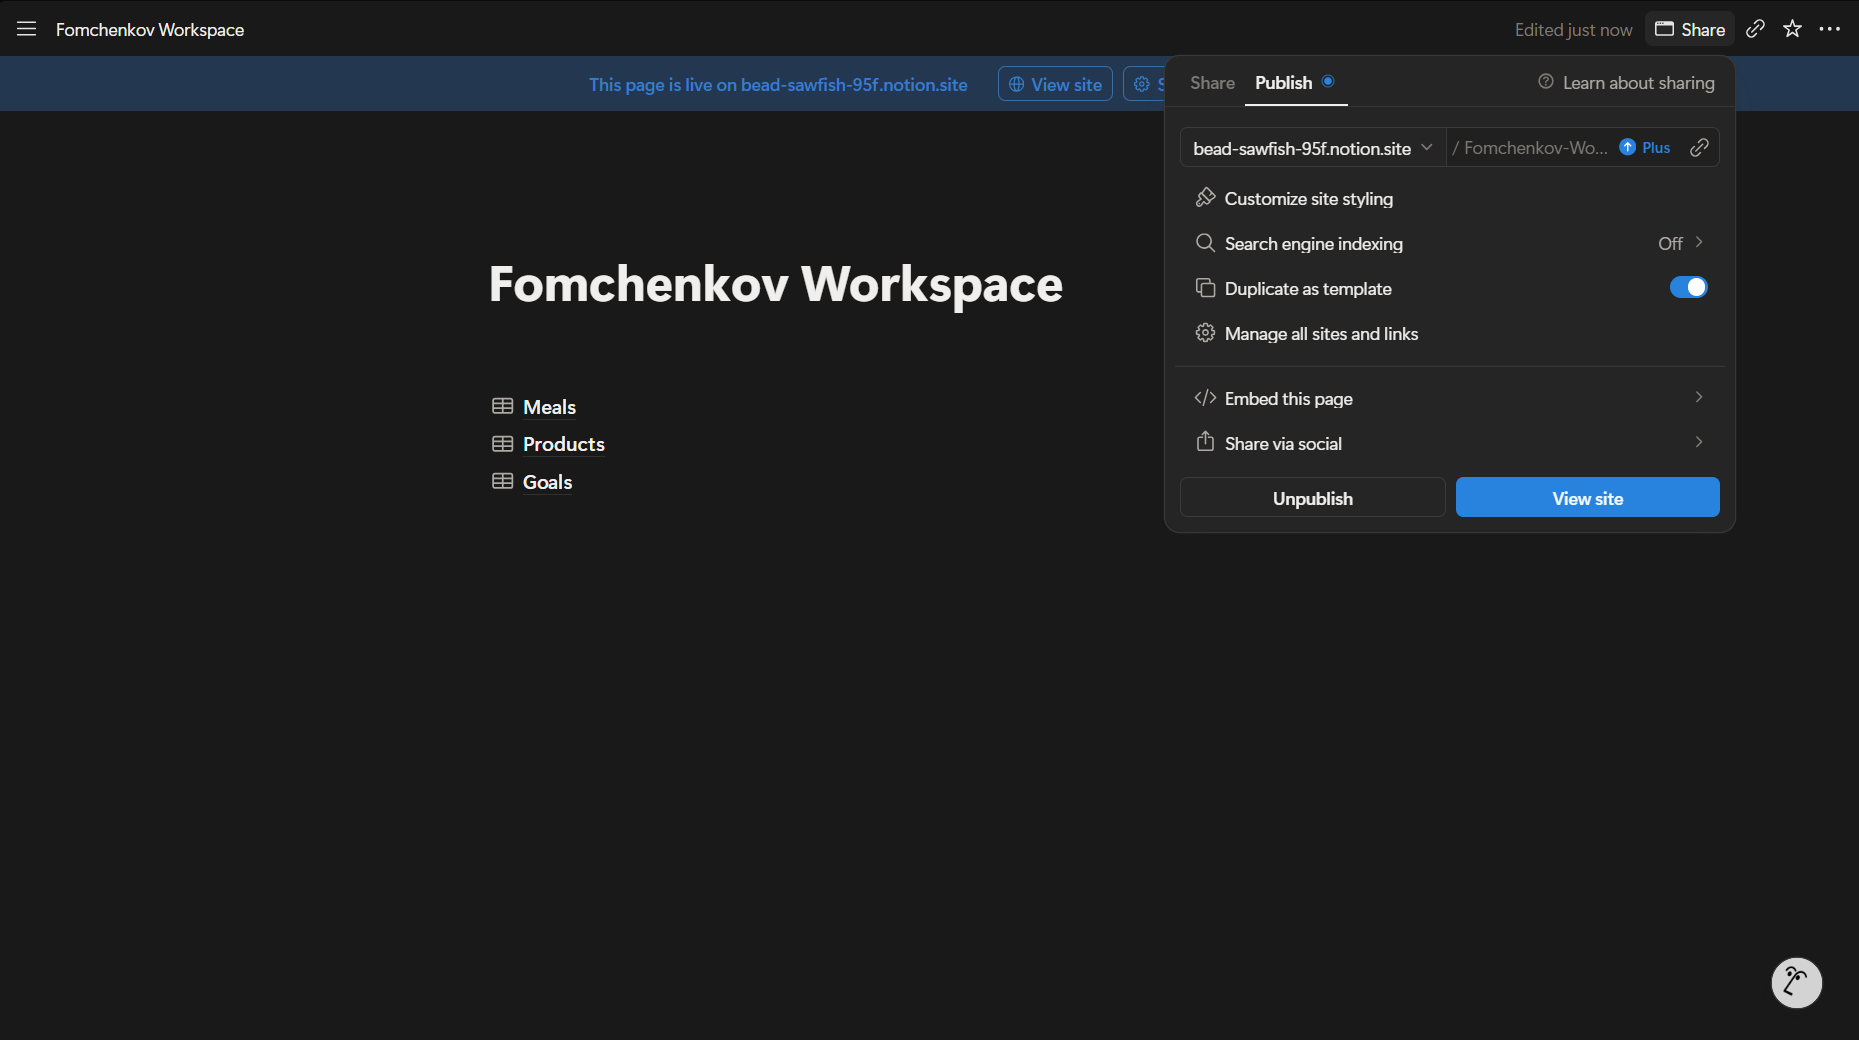 Fomchenkov Workspace
Edited just now
Share
This page is live on bead-sawfish-95f.notion.site
View site
Share
Publish
Learn about sharing
bead-sawfish-95f.notion.site
/ Fomchenkov-Wo...
Plus
Customize site styling
Search engine indexing
Off
Duplicate as template
Manage all sites and links
Embed this page
Share via social
Unpublish
View site
Fomchenkov Workspace
Meals
Products
Goals